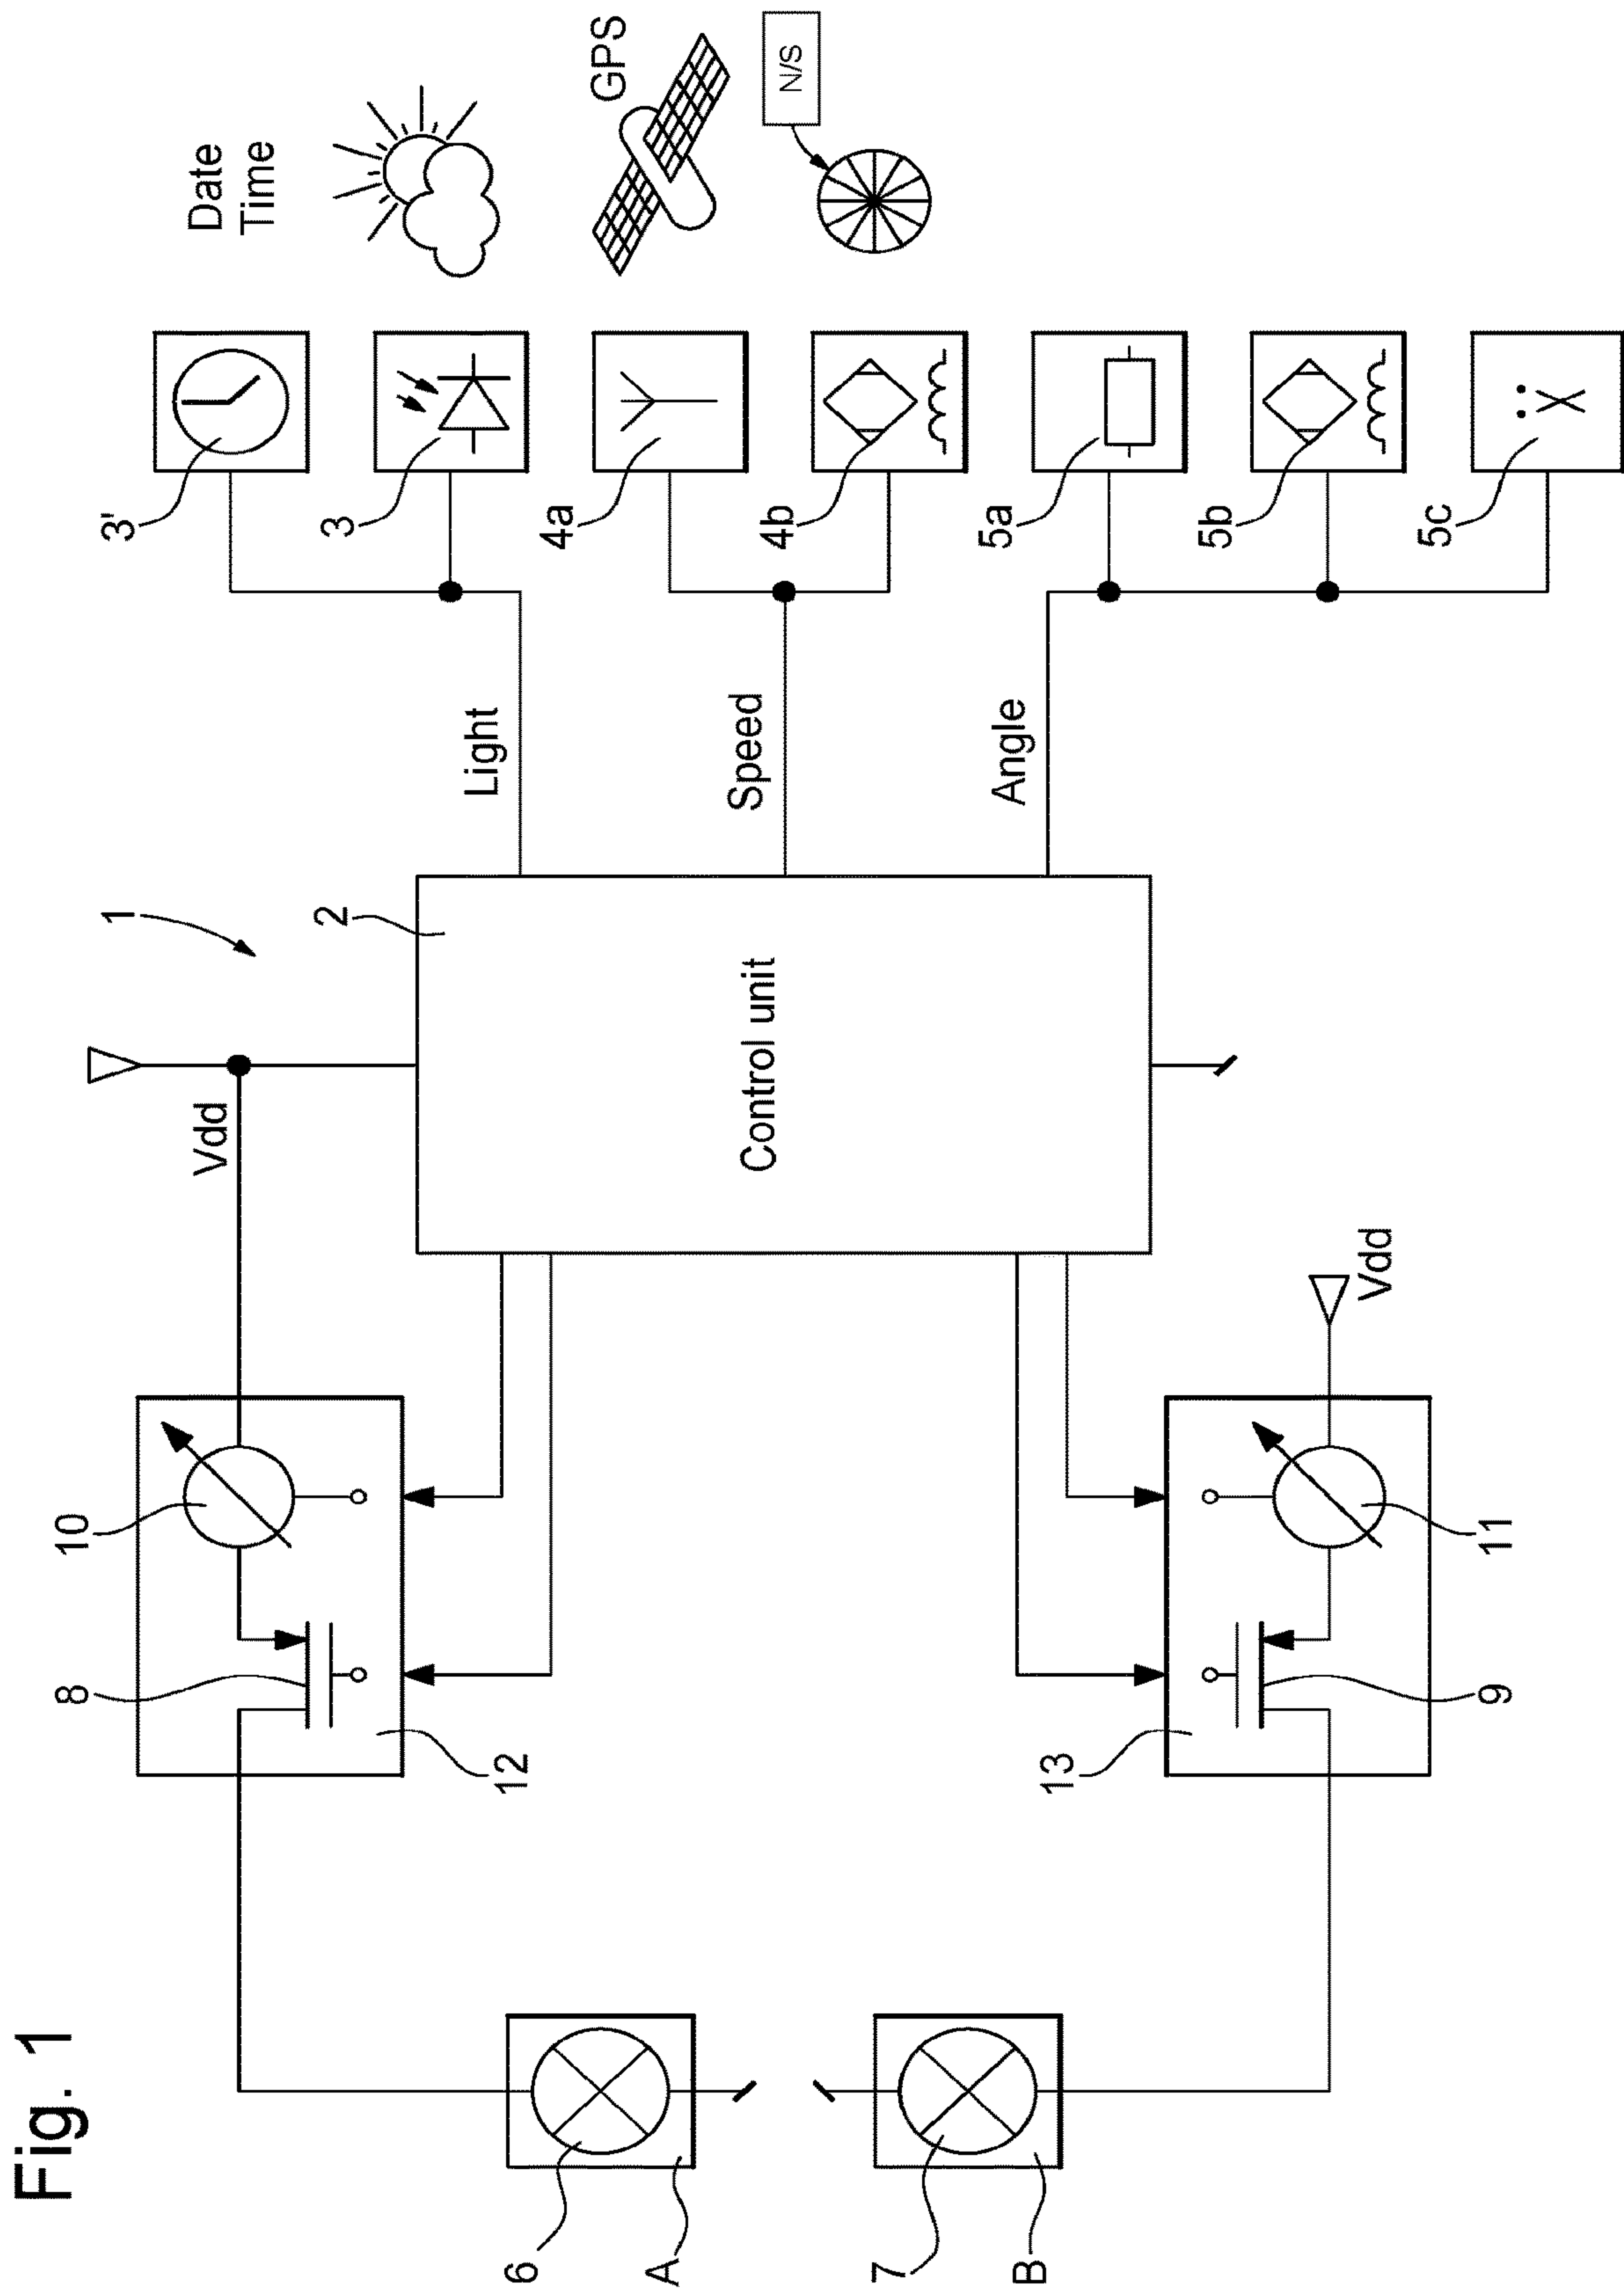 Fig. 1
1
2
Control unit
Vdd
Vdd
Light
Speed
Angle
Date
Time
GPS
N/S
3'
3
4a
4b
5a
5b
5c
ẍ
10
8
12
11
9
13
6
A
7
B